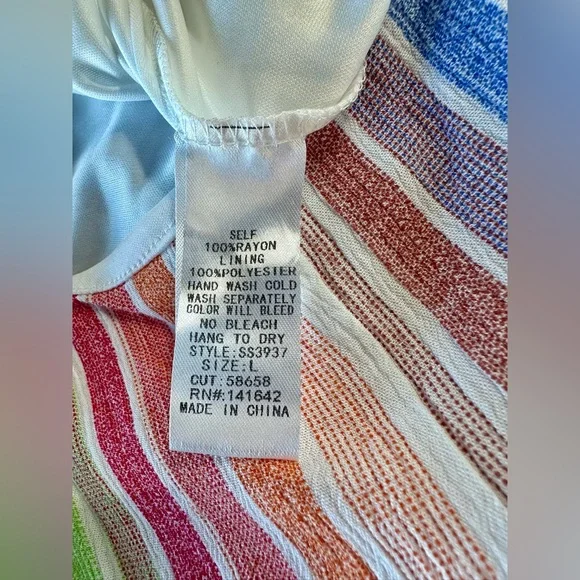 SELF
100%RAYON
LINING
100%POLYESTER
HAND WASH COLD
WASH SEPARATELY
COLOR WILL BLEED
NO BLEACH
HANG TO DRY
STYLE:SS3937
SIZE:L
CUT:58658
RN#:141642
MADE IN CHINA